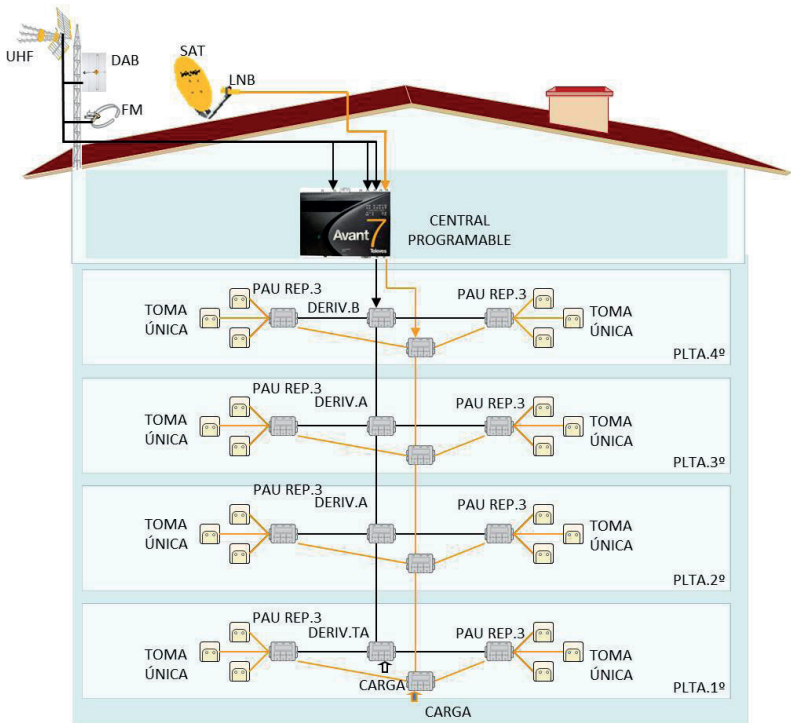 SAT
UHF
DAB
LNB
FM
CENTRAL
PROGRAMABLE
Avant 7
Televes
PAU REP.3
DERIV.B
PAU REP.3
TOMA
ÚNICA
TOMA
ÚNICA
PLTA.4º
PAU REP.3
DERIV.A
PAU REP.3
TOMA
ÚNICA
TOMA
ÚNICA
PLTA.3º
PAU REP.3
DERIV.A
PAU REP.3
TOMA
ÚNICA
TOMA
ÚNICA
PLTA.2º
PAU REP.3
DERIV.TA
PAU REP.3
TOMA
ÚNICA
TOMA
ÚNICA
CARGA
PLTA.1º
CARGA